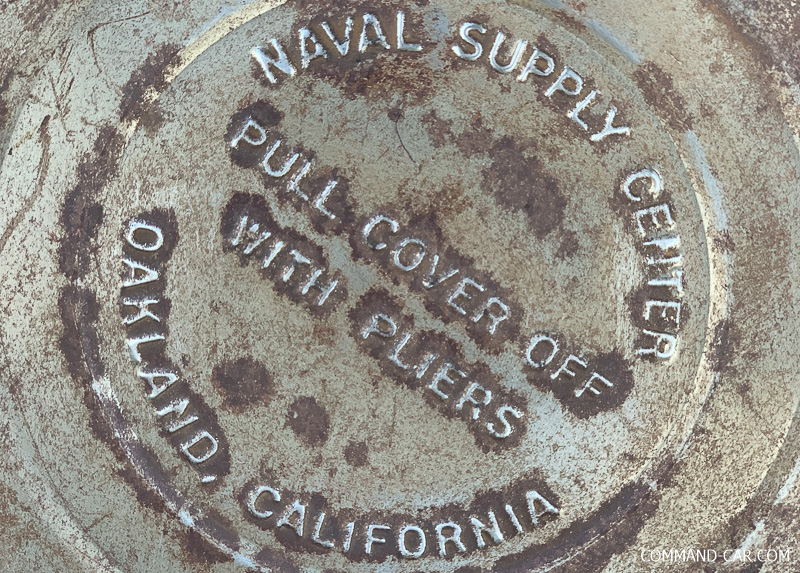 NAVAL SUPPLY CENTER
PULL COVER OFF
WITH PLIERS
OAKLAND, CALIFORNIA
COMMAND-CAR.COM